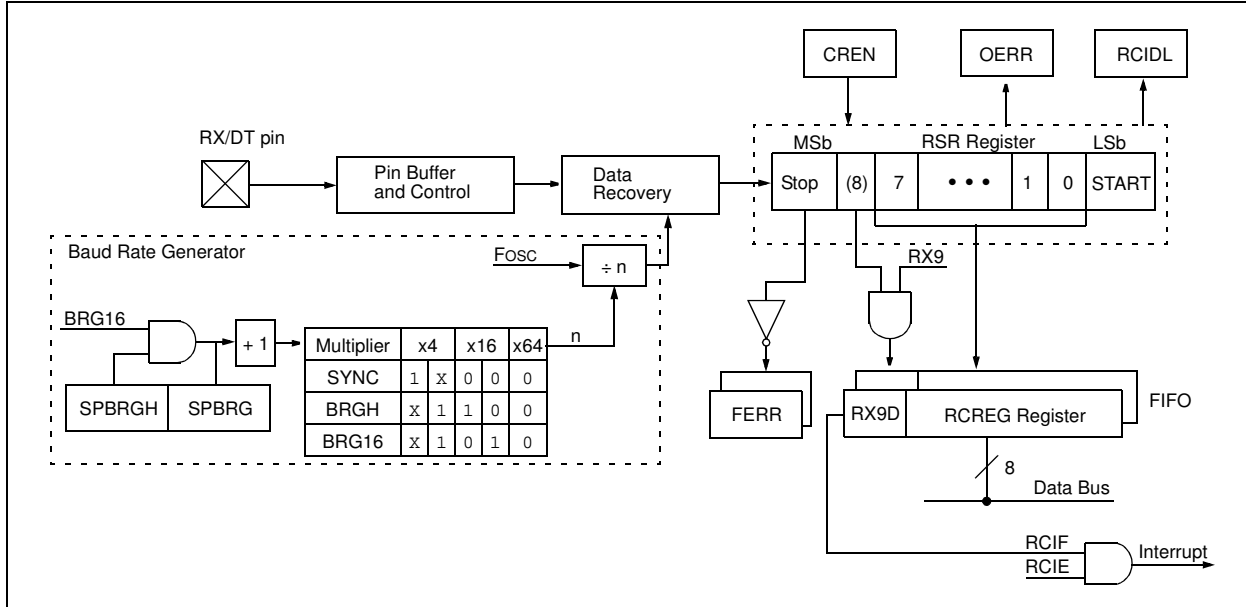 CREN OERR RCIDL
RX/DT pin
MSb RSR Register LSb
Pin Buffer
and Control
Data
Recovery
Stop (8) 7 • • • 1 0 START
Baud Rate Generator
FOSC
÷ n
RX9
BRG16
+ 1
n
Multiplier x4 x16 x64
SYNC 1 X 0 0 0
BRGH X 1 1 0 0
BRG16 X 1 0 1 0
SPBRGH SPBRG
FERR
RX9D RCREG Register
FIFO
8
Data Bus
RCIF
RCIE
Interrupt